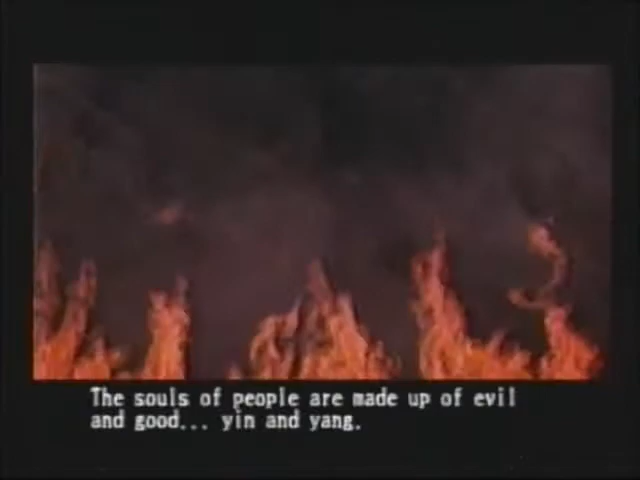 The souls of people are made up of evil
and good... yin and yang.